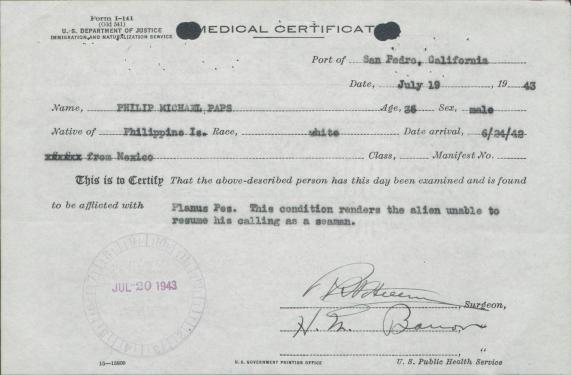 Form I-141
(Old 541)
U. S. DEPARTMENT OF JUSTICE
IMMIGRATION AND NATURALIZATION SERVICE
MEDICAL CERTIFICATE
Port of San Pedro, California
Date, July 19 1943
Name, PHILIP MICHAEL PAPS Age, 36 Sex, male
Native of Philippine Is. Race, white Date arrival, 6/24/42
xxxxxx from Mexico Class, Manifest No.
This is to Certify That the above-described person has this day been examined and is found
to be afflicted with Planus Pes. This condition renders the alien unable to
resume his calling as a seaman.
JUL 20 1943
Surgeon,
H. M.
"
16—15800 U. S. GOVERNMENT PRINTING OFFICE U. S. Public Health Service